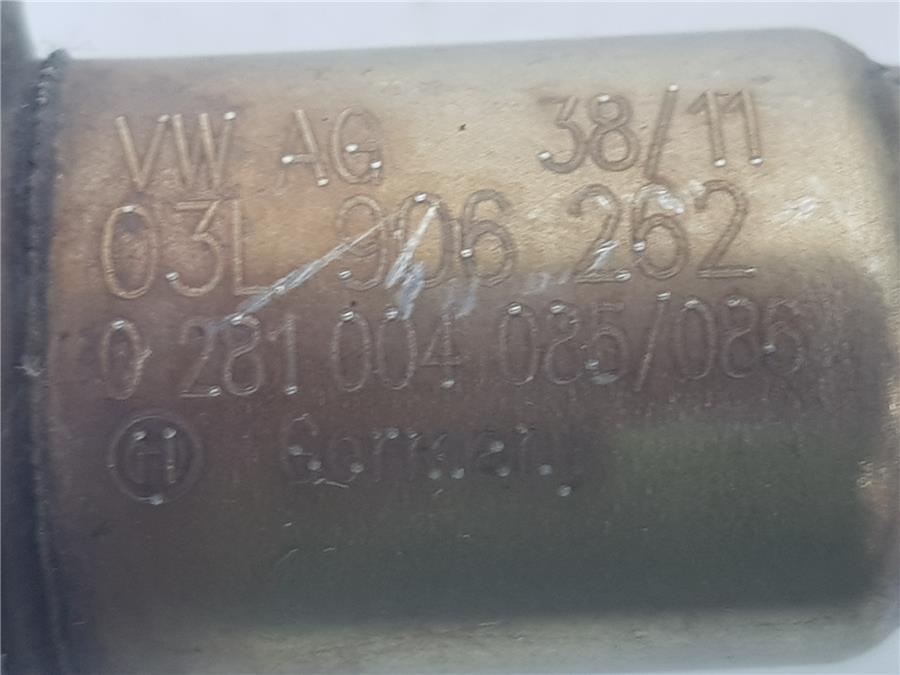 VW AG 38/11
03L 906 262
0 281 004 085/086
Germany